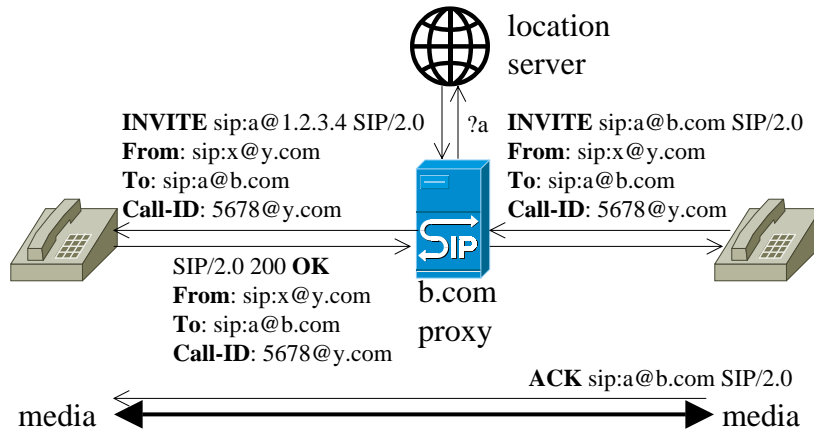 location
server
INVITE sip:a@1.2.3.4 SIP/2.0
From: sip:x@y.com
To: sip:a@b.com
Call-ID: 5678@y.com
?a
INVITE sip:a@b.com SIP/2.0
From: sip:x@y.com
To: sip:a@b.com
Call-ID: 5678@y.com
SIP
SIP/2.0 200 OK
From: sip:x@y.com
To: sip:a@b.com
Call-ID: 5678@y.com
b.com
proxy
ACK sip:a@b.com SIP/2.0
media
media